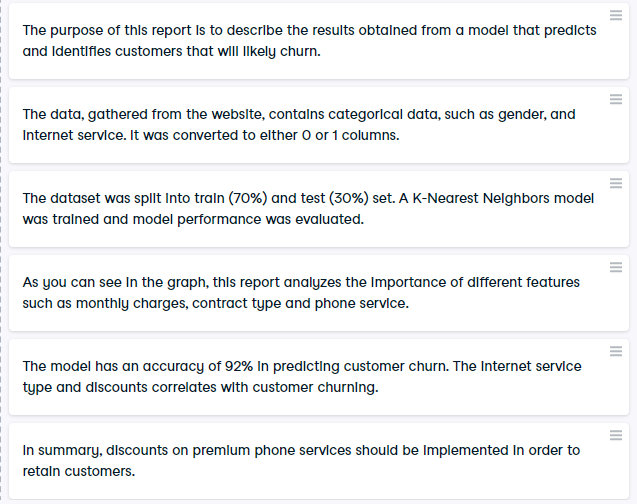 The purpose of this report is to describe the results obtained from a model that predicts
and identifies customers that will likely churn.
The data, gathered from the website, contains categorical data, such as gender, and
internet service. It was converted to either 0 or 1 columns.
The dataset was split into train (70%) and test (30%) set. A K-Nearest Neighbors model
was trained and model performance was evaluated.
As you can see in the graph, this report analyzes the importance of different features
such as monthly charges, contract type and phone service.
The model has an accuracy of 92% in predicting customer churn. The internet service
type and discounts correlates with customer churning.
In summary, discounts on premium phone services should be implemented in order to
retain customers.